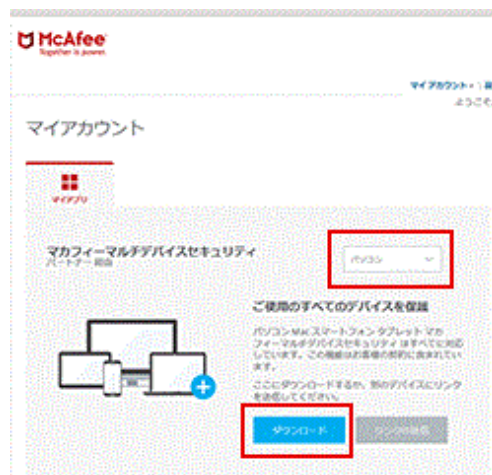 McAfee
Together is power.
マイアカウント
ようこそ
マイアカウント
マイアプリ
マカフィーマルチデバイスセキュリティ
パートナー 経由
パソコン
ご使用のすべてのデバイスを保護
パソコン Mac スマートフォン タブレット マカ
フィーマルチデバイスセキュリティ はすべてに対応
しています。この機能はお客様の契約に含まれてい
ます。
ここにダウンロードするか、別のデバイスにリンク
を送信してください。
ダウンロード
リンクの送信